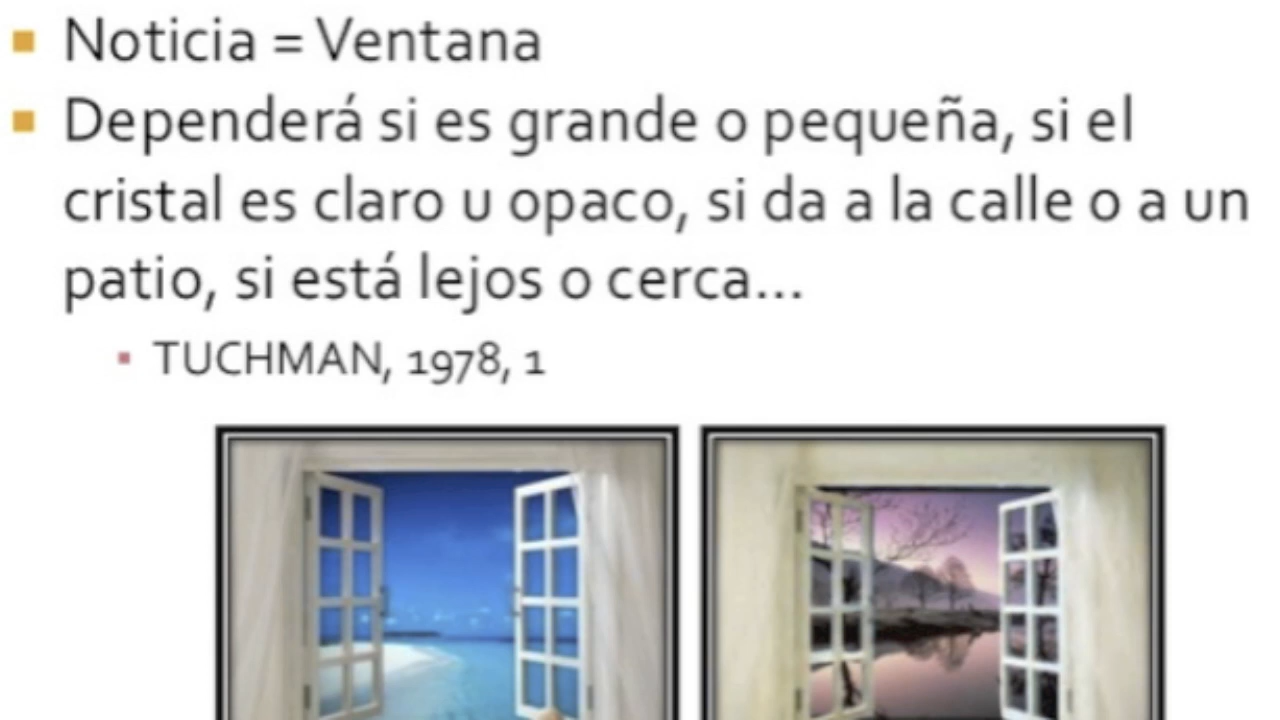 Noticia = Ventana
Dependerá si es grande o pequeña, si el
cristal es claro u opaco, si da a la calle o a un
patio, si está lejos o cerca...
TUCHMAN, 1978, 1